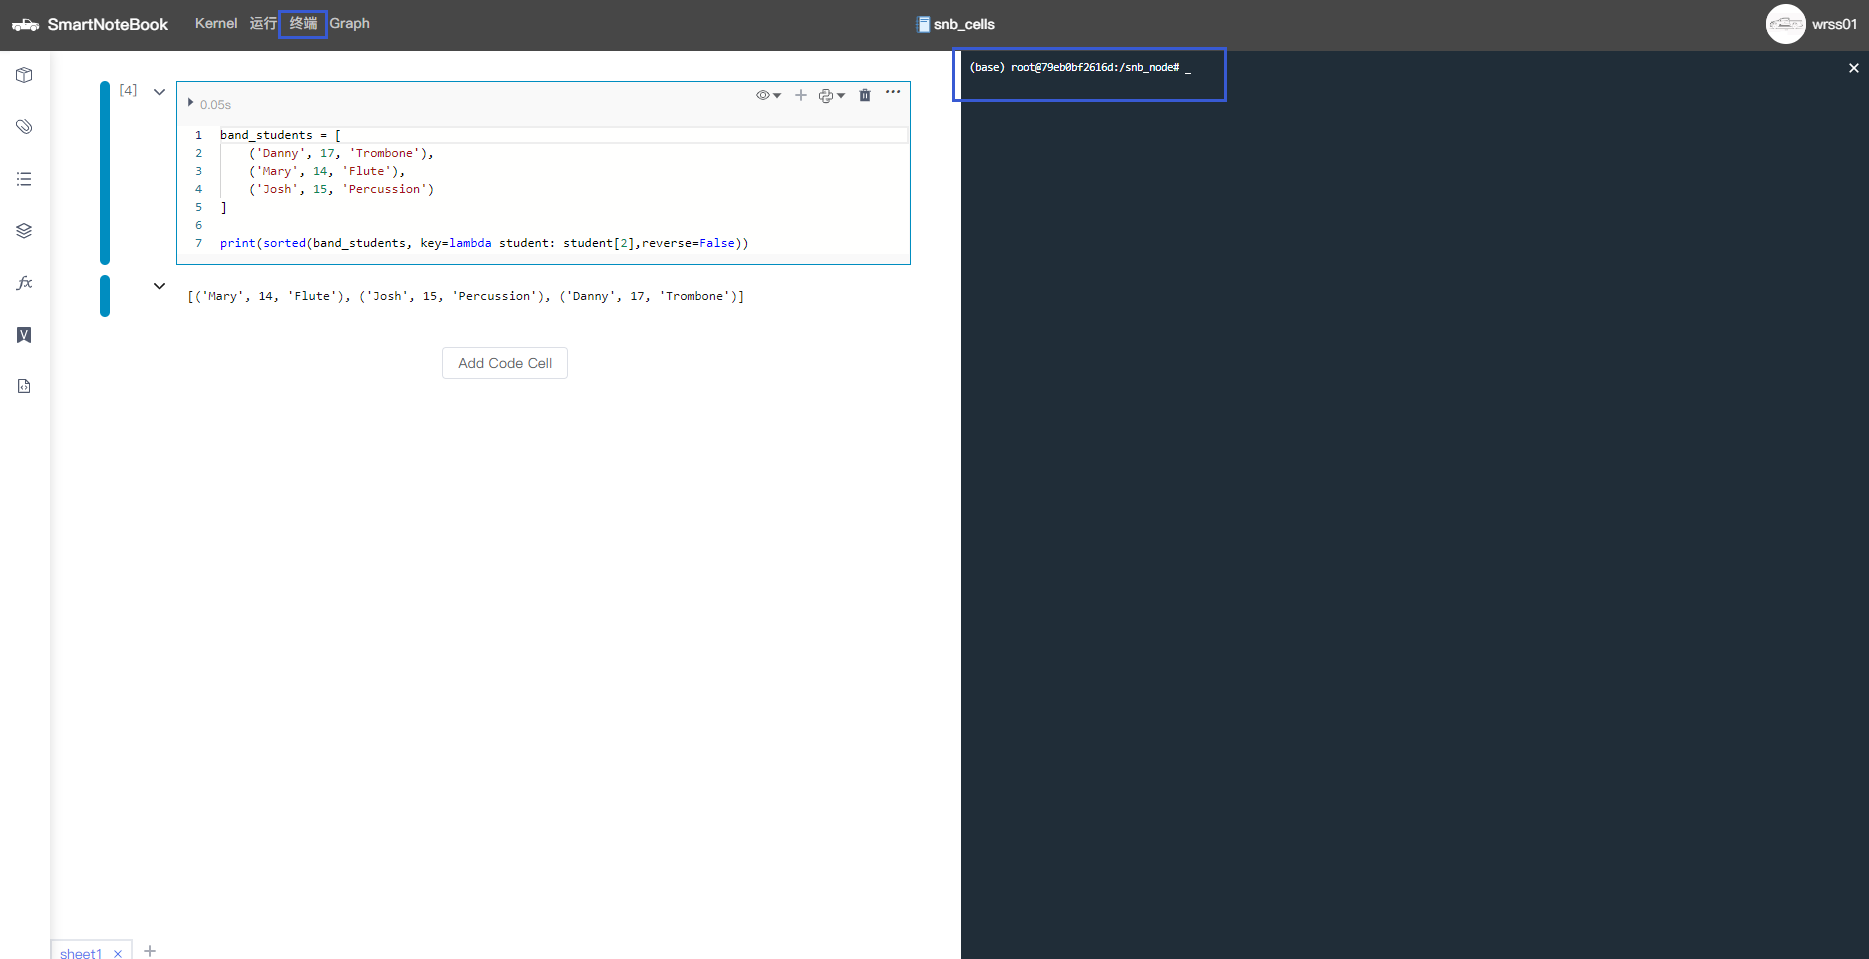 SmartNoteBook Kernel 运行 终端 Graph
snb_cells
wrss01
[4]
0.05s
1 band_students = [
2 ('Danny', 17, 'Trombone'),
3 ('Mary', 14, 'Flute'),
4 ('Josh', 15, 'Percussion')
5 ]
6
7 print(sorted(band_students, key=lambda student: student[2],reverse=False))
[('Mary', 14, 'Flute'), ('Josh', 15, 'Percussion'), ('Danny', 17, 'Trombone')]
Add Code Cell
sheet1
(base) root@79eb0bf2616d:/snb_node# _